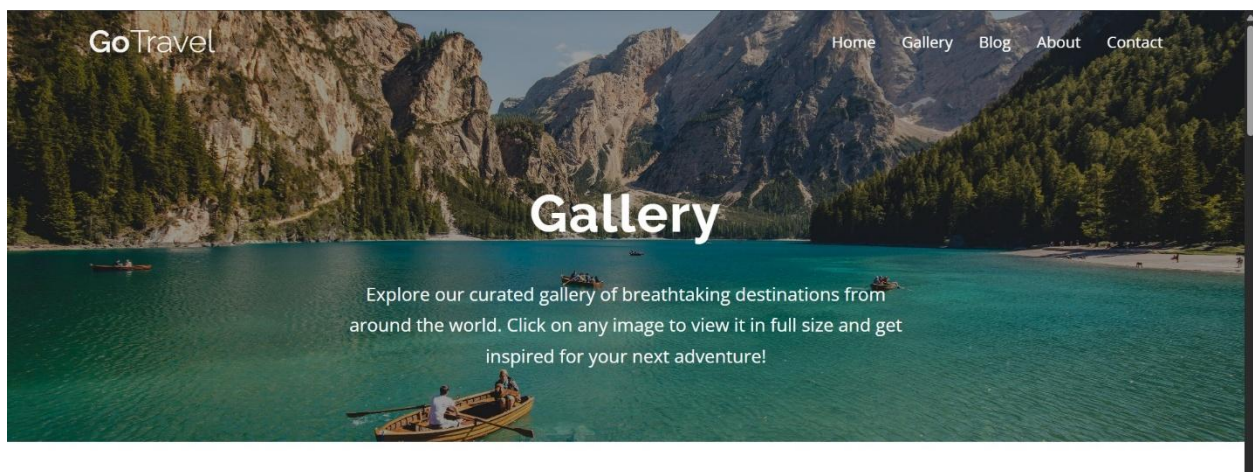 GoTravel
Home Gallery Blog About Contact
Gallery
Explore our curated gallery of breathtaking destinations from
around the world. Click on any image to view it in full size and get
inspired for your next adventure!